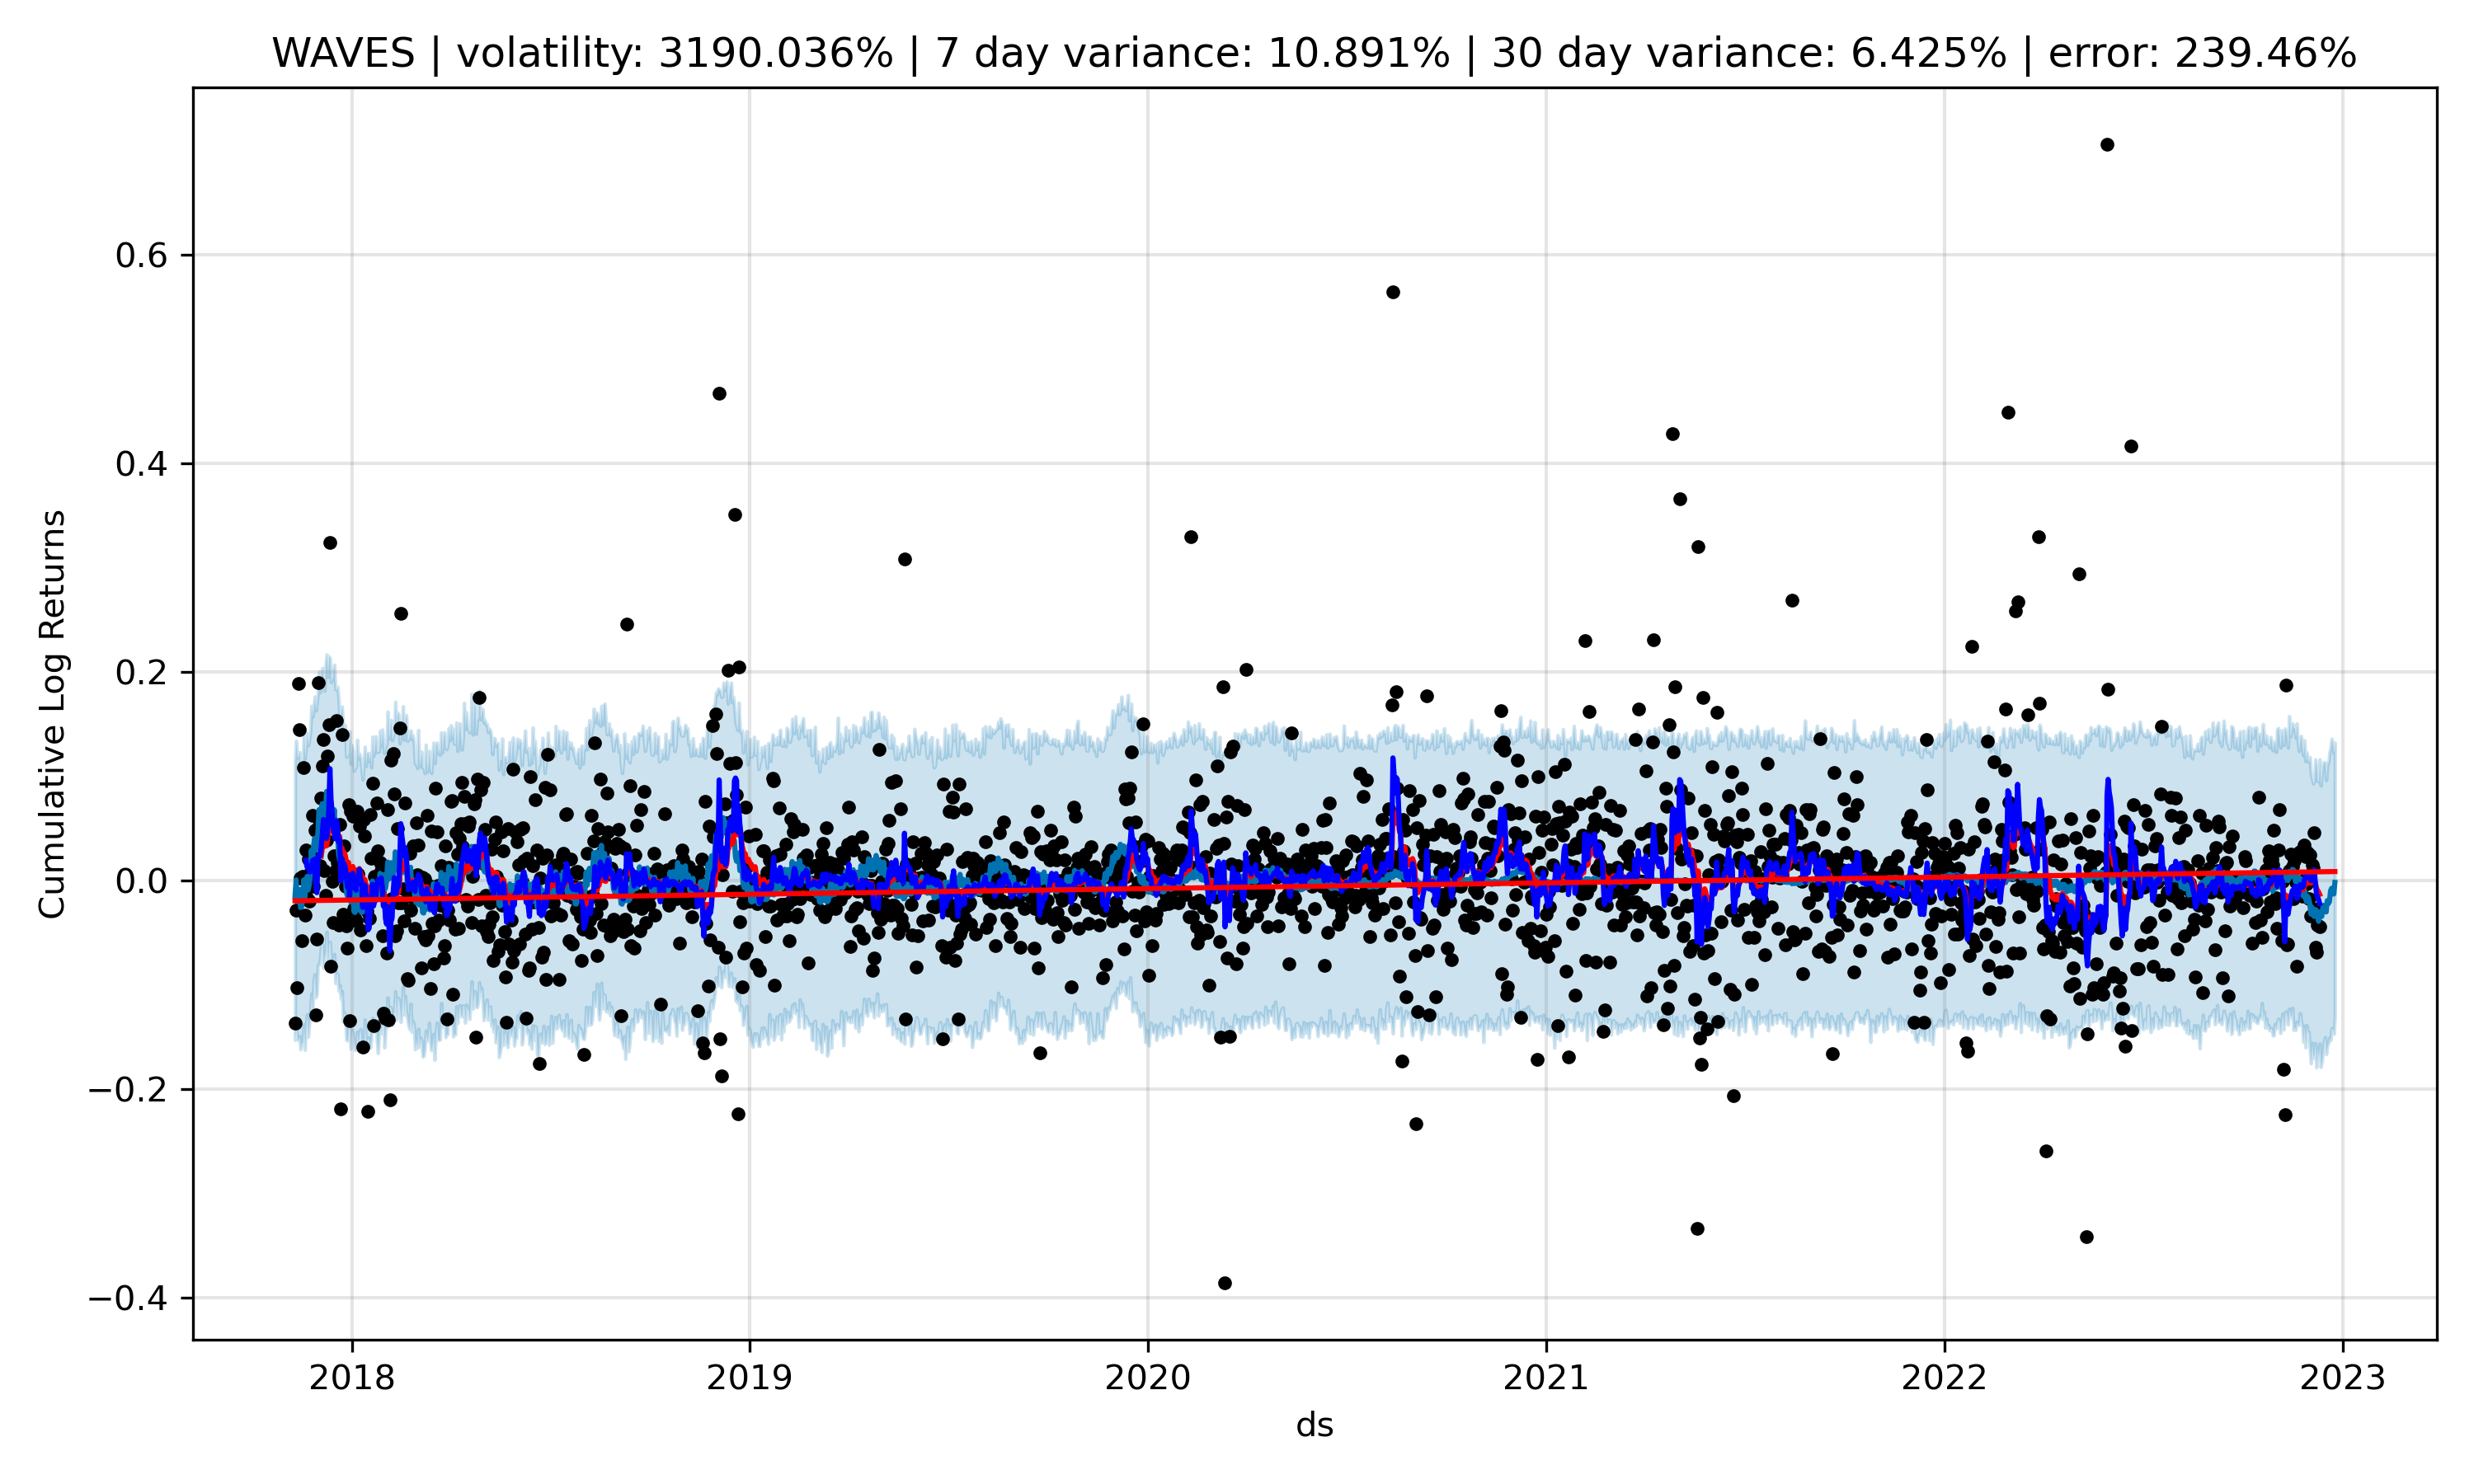 WAVES | volatility: 3190.036% | 7 day variance: 10.891% | 30 day variance: 6.425% | error: 239.46%
Cumulative Log Returns
0.6
0.4
0.2
0.0
−0.2
−0.4
2018 2019 2020 2021 2022 2023
ds